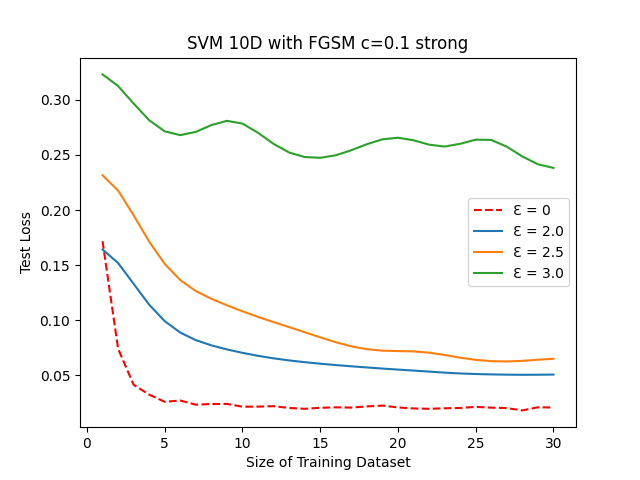 SVM 10D with FGSM c=0.1 strong
Test Loss
0.30
0.25
0.20
0.15
0.10
0.05
Ɛ = 0
Ɛ = 2.0
Ɛ = 2.5
Ɛ = 3.0
0 5 10 15 20 25 30
Size of Training Dataset